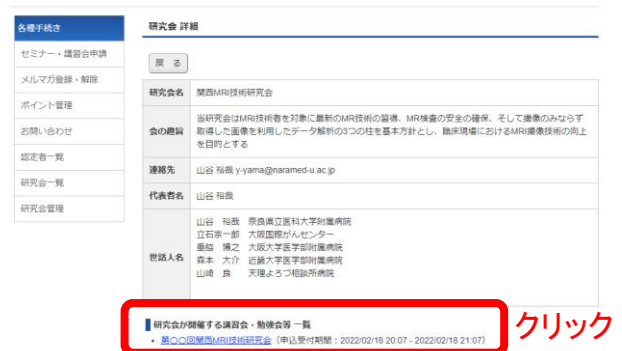 各種手続き
セミナー・講習会申請
メルマガ登録・解除
ポイント管理
お問い合わせ
認定者一覧
研究会一覧
研究会管理
研究会 詳細
戻 る
研究会名 関西MRI技術研究会
会の趣旨 当研究会はMRI技術者を対象に最新のMR技術の習得、MR検査の安全の確保、そして撮像のみならず
取得した画像を利用したデータ解析の3つの柱を基本方針とし、臨床現場におけるMRI撮像技術の向上
を目的とする
連絡先 山谷 裕哉 y-yama@naramed-u.ac.jp
代表者名 山谷 裕哉
世話人名
山谷 裕哉 奈良県立医科大学附属病院
立石宗一郎 大阪国際がんセンター
垂脇 博之 大阪大学医学部附属病院
森本 大介 近畿大学医学部附属病院
山崎 良 天理よろづ相談所病院
研究会が開催する講習会・勉強会等 一覧
・ 第〇〇回関西MRI技術研究会 (申込受付期間:2022/02/18 20:07 - 2022/02/18 21:07)
クリック